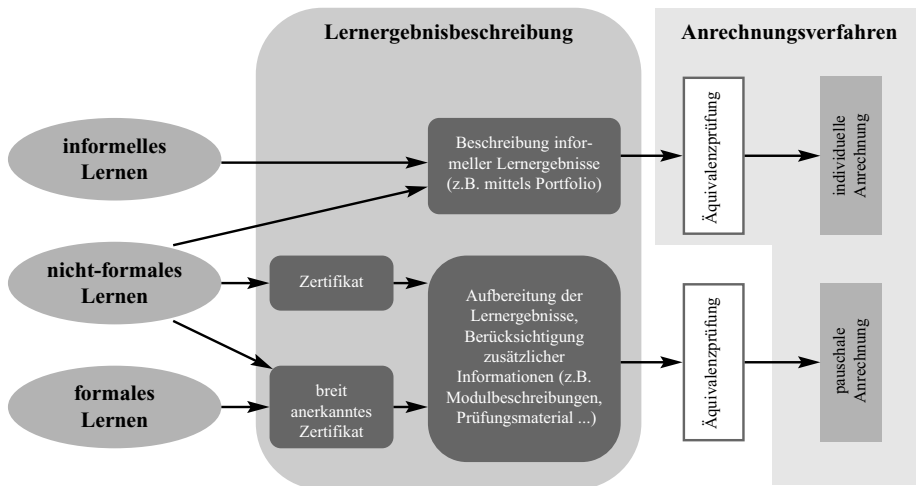 Lernergebnisbeschreibung
Anrechnungsverfahren
informelles
Lernen
Beschreibung infor-
meller Lernergebnisse
(z.B. mittels Portfolio)
Äquivalenzprüfung
individuelle
Anrechnung
nicht-formales
Lernen
Zertifikat
Aufbereitung der
Lernergebnisse,
Berücksichtigung
zusätzlicher
Informationen (z.B.
Modulbeschreibungen,
Prüfungsmaterial ...)
Äquivalenzprüfung
pauschale
Anrechnung
formales
Lernen
breit
anerkanntes
Zertifikat